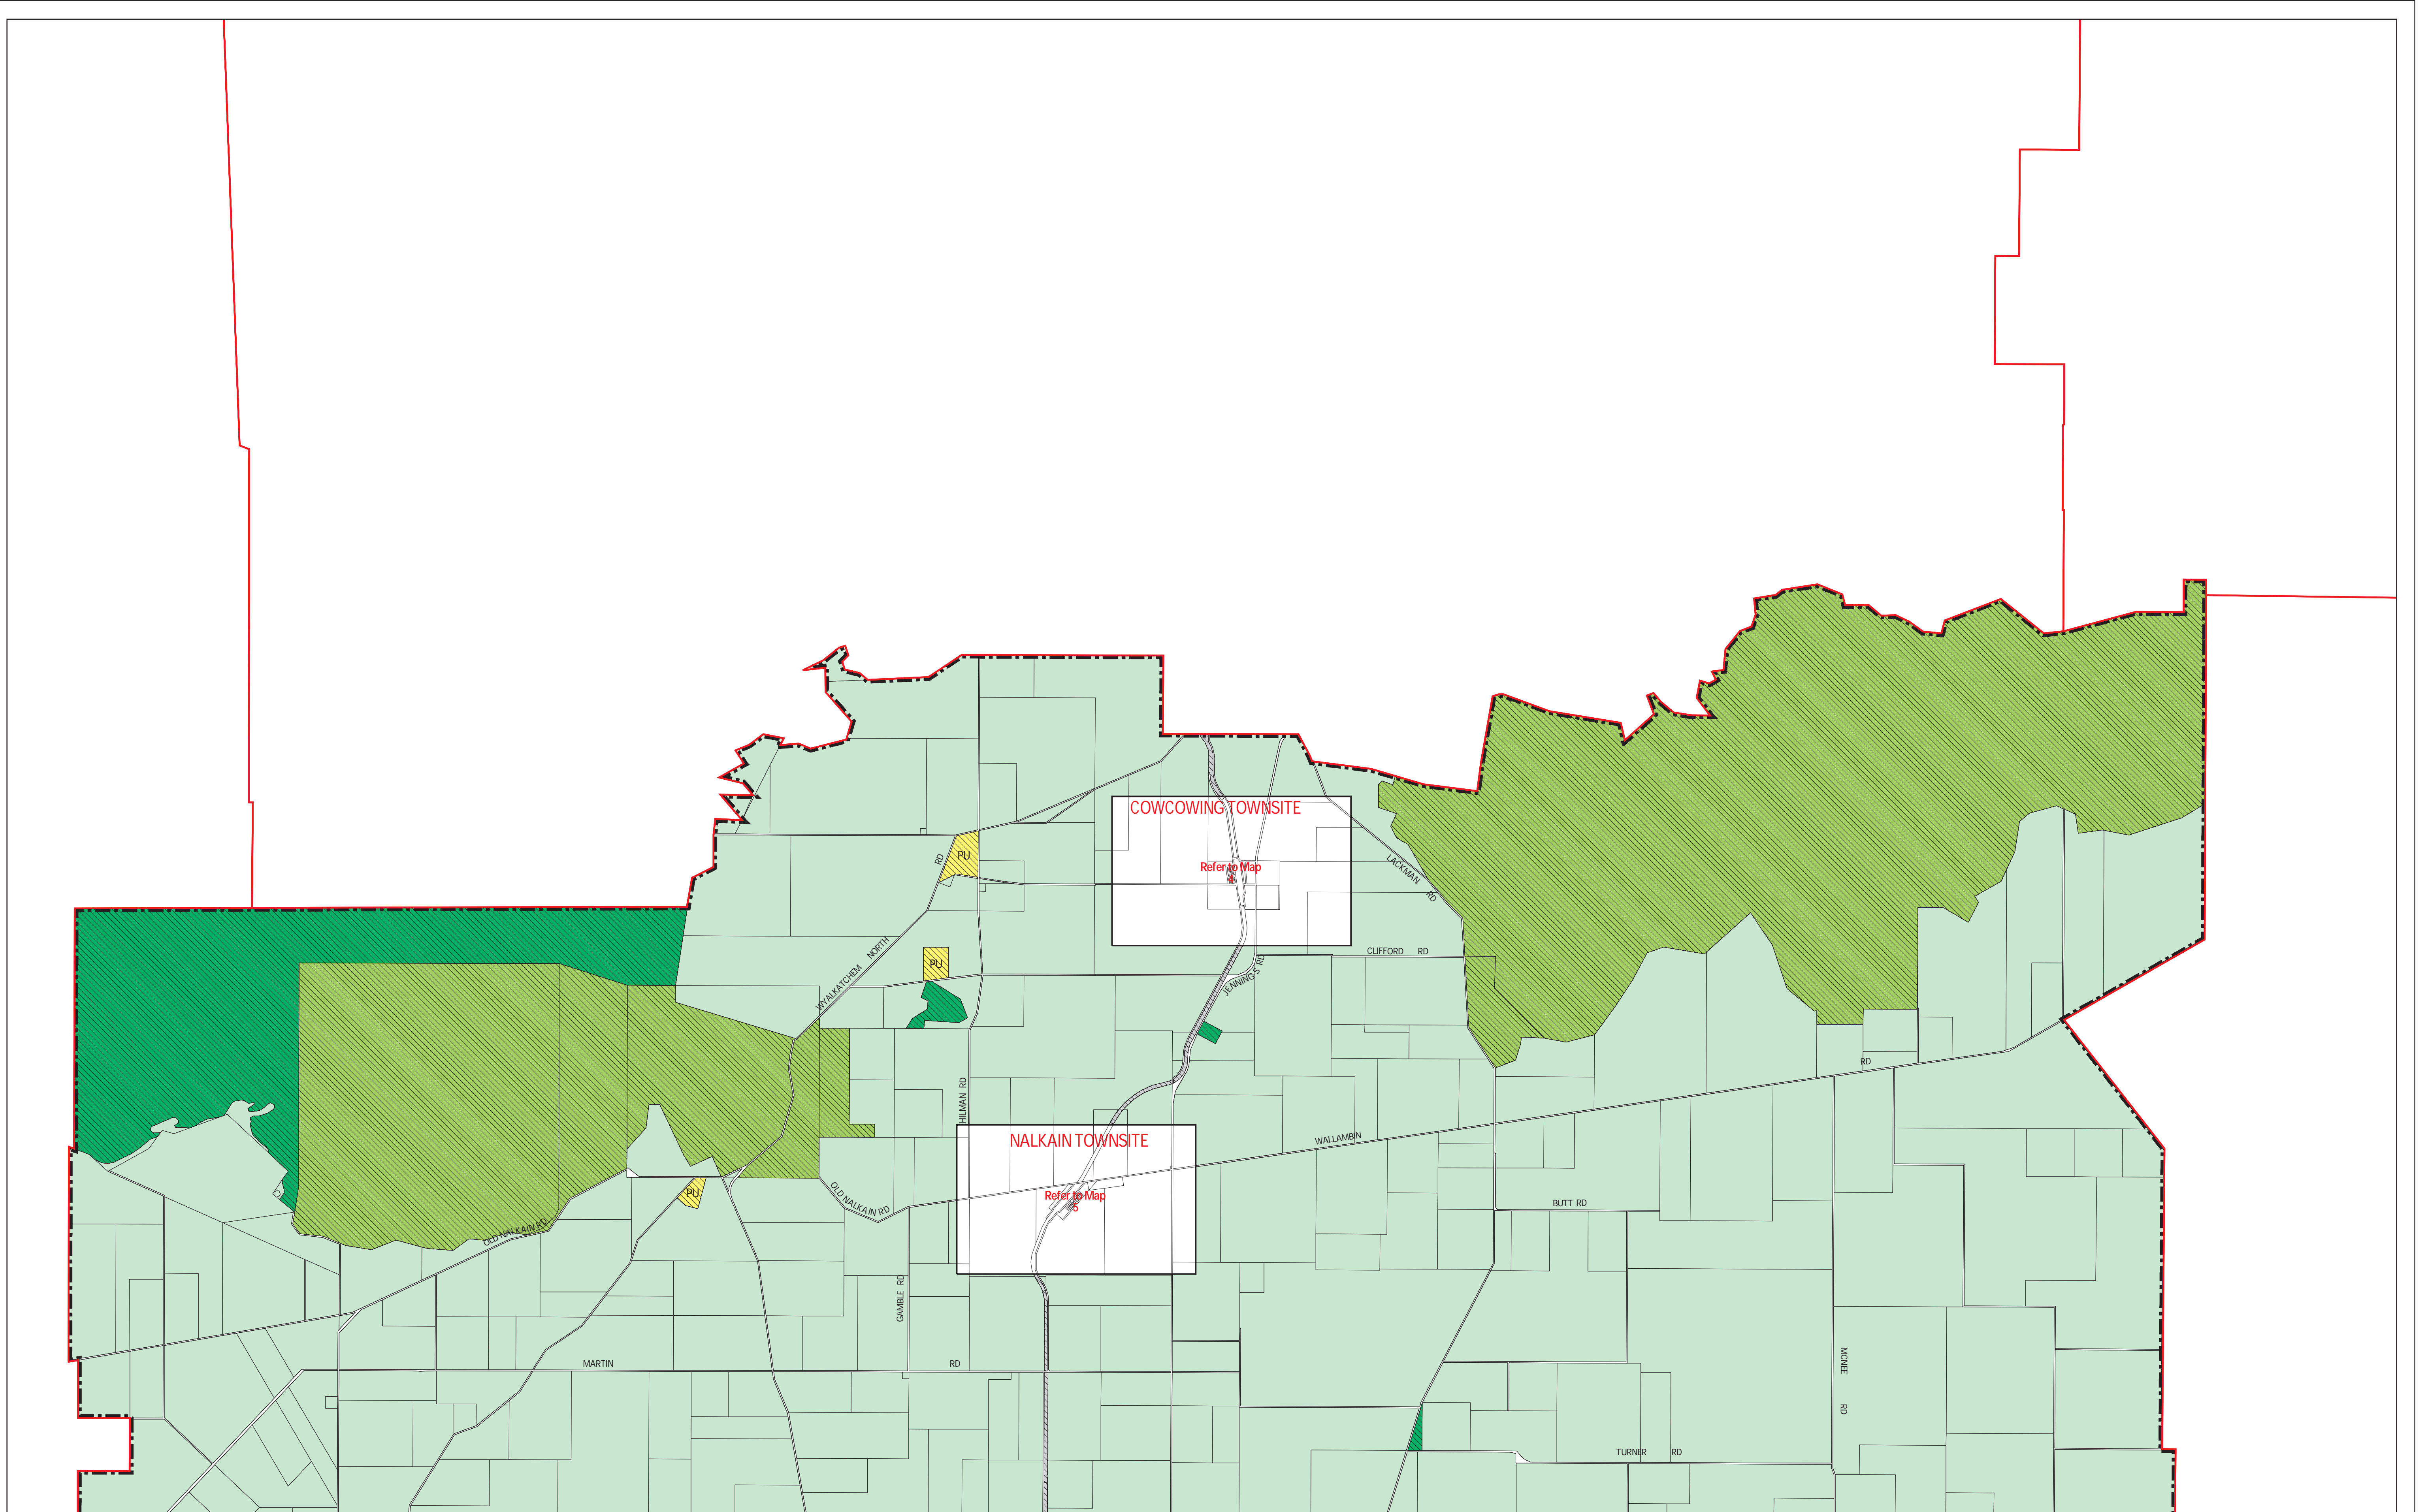 COWCOWING TOWNSITE
Refer to Map
4
PU
RD
LACKMAN RD
WYALKATCHEM NORTH
PU
CLIFFORD RD
JENNING'S RD
RD
HILMAN RD
NALKAIN TOWNSITE
WALLAMBIN
PU
Refer to Map
5
OLD NALKAIN RD
BUTT RD
OLD NALKAIN RD
GAMBLE RD
MARTIN RD
MCNEE RD
TURNER RD